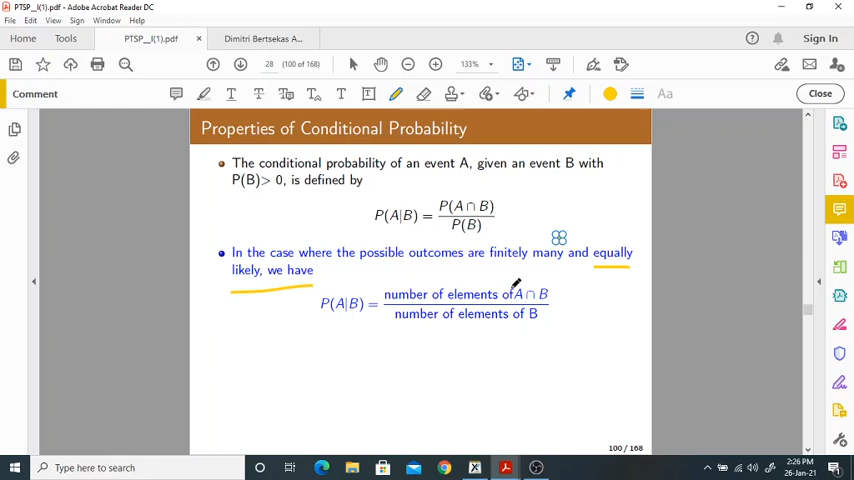 PTSP__I(1).pdf - Adobe Acrobat Reader DC
File Edit View Sign Window Help
Home Tools PTSP__I(1).pdf × Dimitri Bertsekas A... Sign In
28 (100 of 168) 133%
Comment Aa Close
Properties of Conditional Probability
The conditional probability of an event A, given an event B with
P(B)> 0, is defined by
P(A|B) = P(A ∩ B) / P(B)
In the case where the possible outcomes are finitely many and equally
likely, we have
P(A|B) = number of elements of A ∩ B / number of elements of B
100 / 168
Type here to search
2:26 PM
26-Jan-21